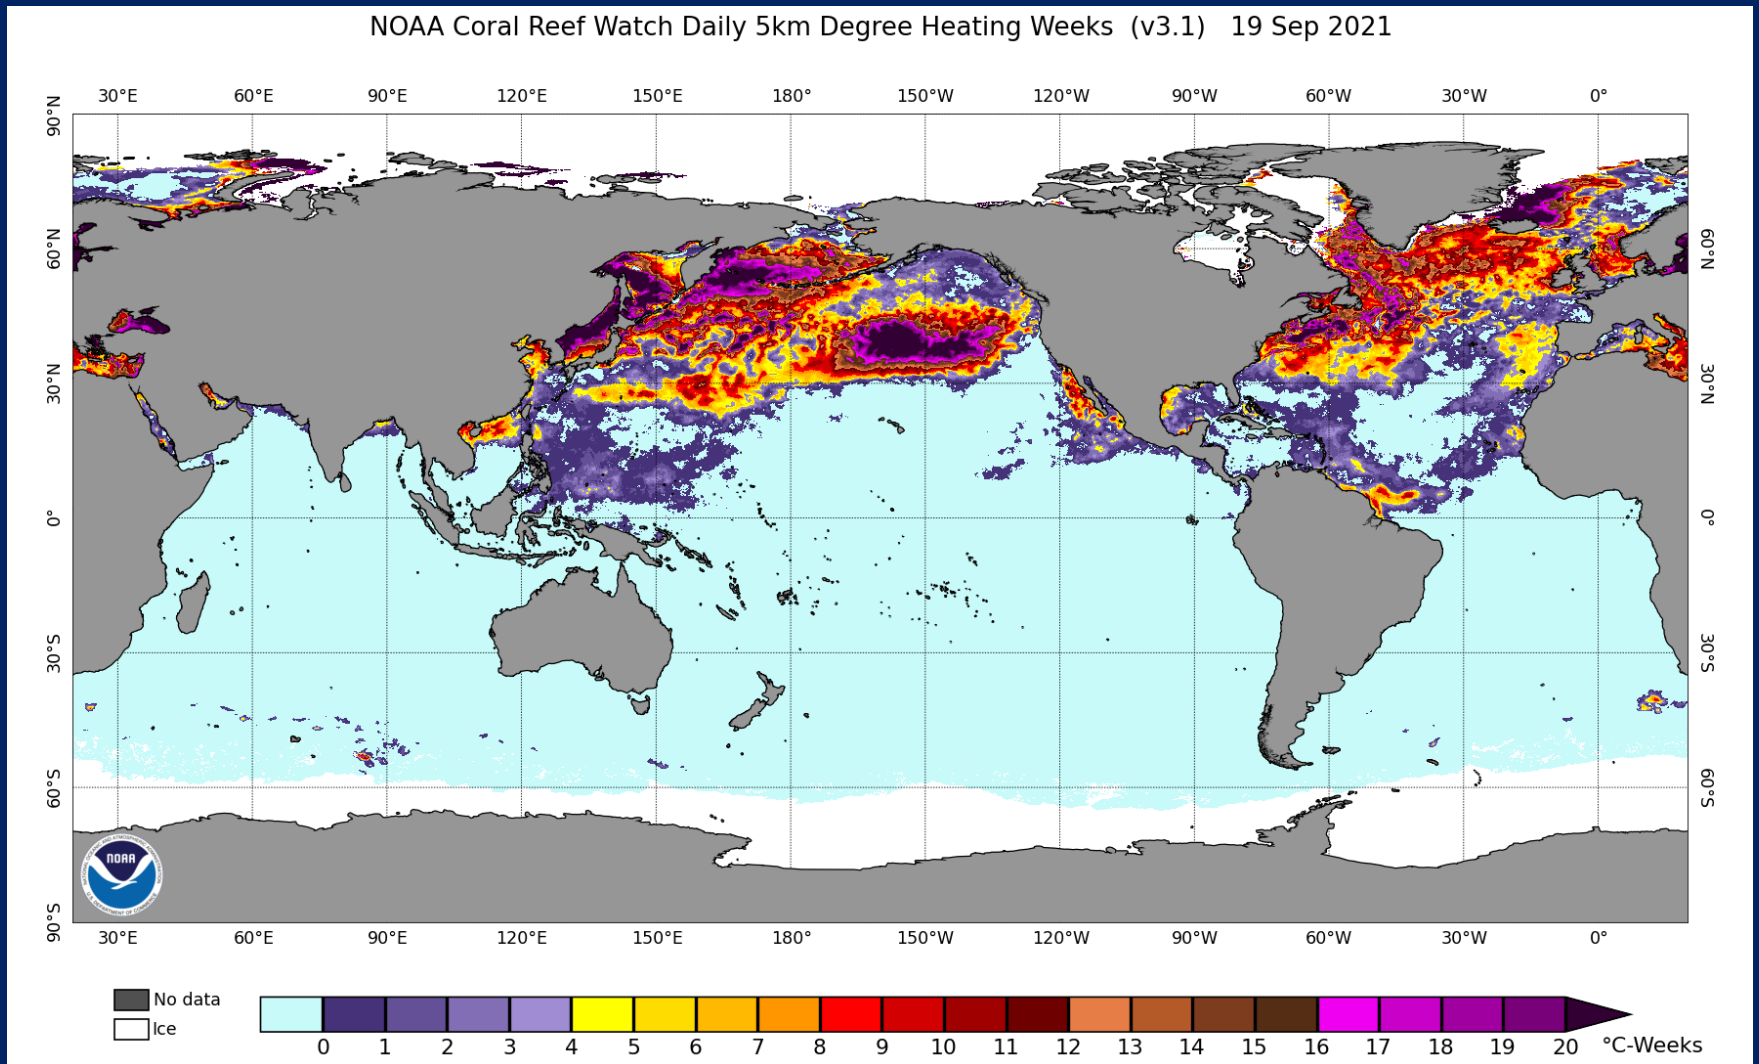 NOAA Coral Reef Watch Daily 5km Degree Heating Weeks (v3.1) 19 Sep 2021
30°E 60°E 90°E 120°E 150°E 180° 150°W 120°W 90°W 60°W 30°W 0°
90°N
60°N 60°N
30°N 30°N
0° 0°
30°S 30°S
60°S 60°S
90°S
NOAA
30°E 60°E 90°E 120°E 150°E 180° 150°W 120°W 90°W 60°W 30°W 0°
No data
Ice
0 1 2 3 4 5 6 7 8 9 10 11 12 13 14 15 16 17 18 19 20 °C-Weeks